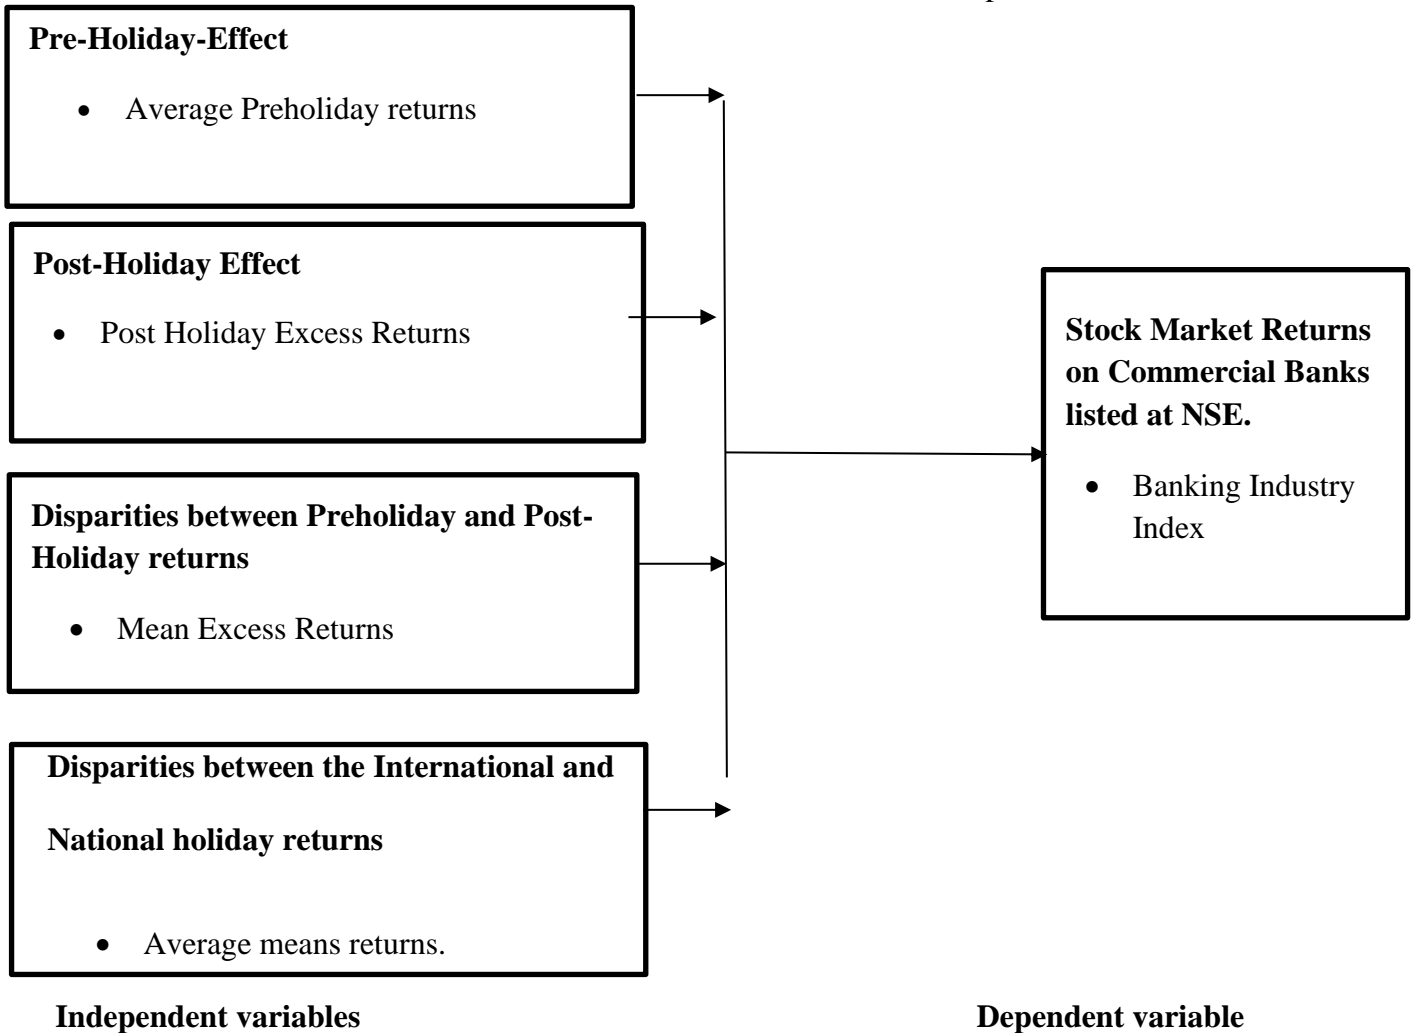 Pre-Holiday-Effect
• Average Preholiday returns
Post-Holiday Effect
• Post Holiday Excess Returns
Disparities between Preholiday and Post-
Holiday returns
• Mean Excess Returns
Disparities between the International and
National holiday returns
• Average means returns.
Stock Market Returns
on Commercial Banks
listed at NSE.
• Banking Industry
Index
Independent variables
Dependent variable